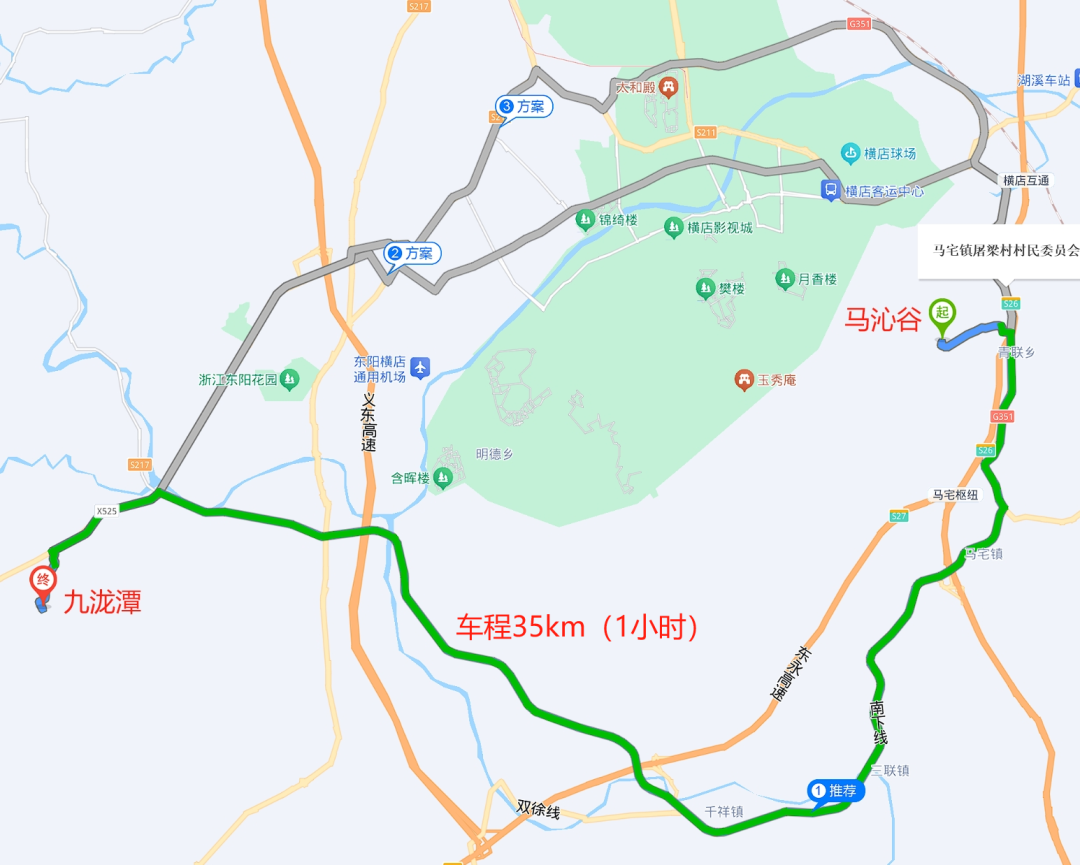 S217
G351
湖溪车站
太和殿
3 方案
S2
S211
横店球场
横店互通
横店客运中心
锦绮楼
横店影视城
马宅镇屠梁村村民委员会
2 方案
月香楼
樊楼
S26
起
马沁谷
青联乡
东阳横店
通用机场
浙江东阳花园
玉秀庵
义东高速
G351
明德乡
S26
S217
含晖楼
马宅枢纽
X525
S27
马宅镇
终
九泷潭
车程35km（1小时）
东永高速
南下线
三联镇
1 推荐
双徐线
千祥镇